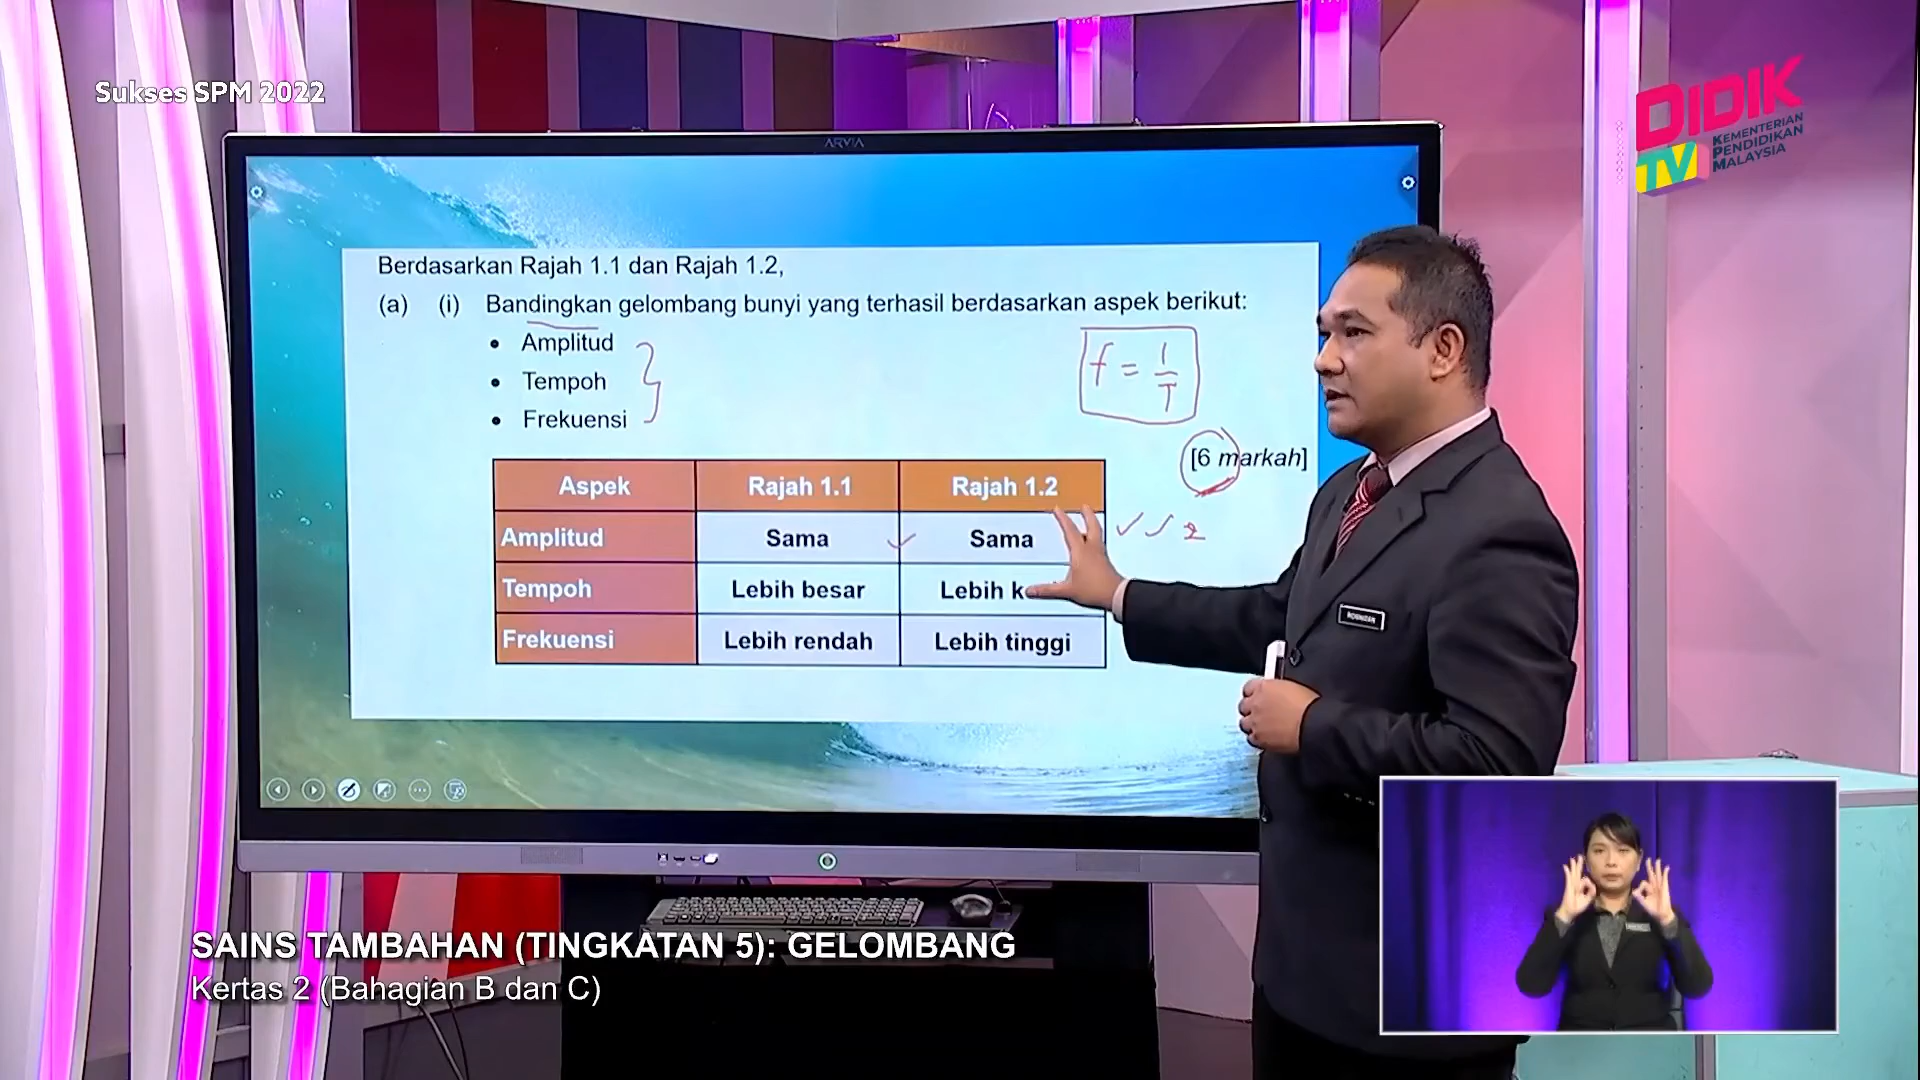 Sukses SPM 2022
DIDIK
TV
KEMENTERIAN
PENDIDIKAN
MALAYSIA
ARVIA
Berdasarkan Rajah 1.1 dan Rajah 1.2,
(a) (i) Bandingkan gelombang bunyi yang terhasil berdasarkan aspek berikut:
• Amplitud
• Tempoh
• Frekuensi
f = 1/T
[6 markah]
Aspek Rajah 1.1 Rajah 1.2
Amplitud Sama Sama
✓ ✓ ✓ 2
Tempoh Lebih besar Lebih
Frekuensi Lebih rendah Lebih tinggi
SAINS TAMBAHAN (TINGKATAN 5): GELOMBANG
Kertas 2 (Bahagian B dan C)